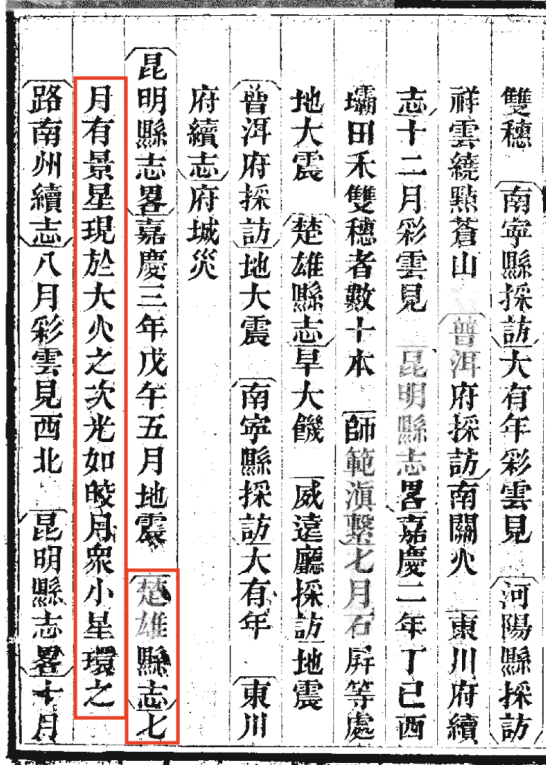 雙穗 南寧縣採訪大有年彩雲見 河陽縣採訪
祥雲繞點蒼山 普洱府採訪南關火 東川府續
志十二月彩雲見 昆明縣志畧嘉慶二年丁巳西
壩田禾雙穗者數十本 師範滇繫七月石屏等處
地大震 楚雄縣志旱大饑 威遠廳採訪地震
普洱府採訪地大震 南寧縣採訪大有年 東川
府續志府城災
昆明縣志畧嘉慶三年戊午五月地震 楚雄縣志七
月有景星現於大火之次光如皎月衆小星環之
路南州續志八月彩雲見西北 昆明縣志畧十月